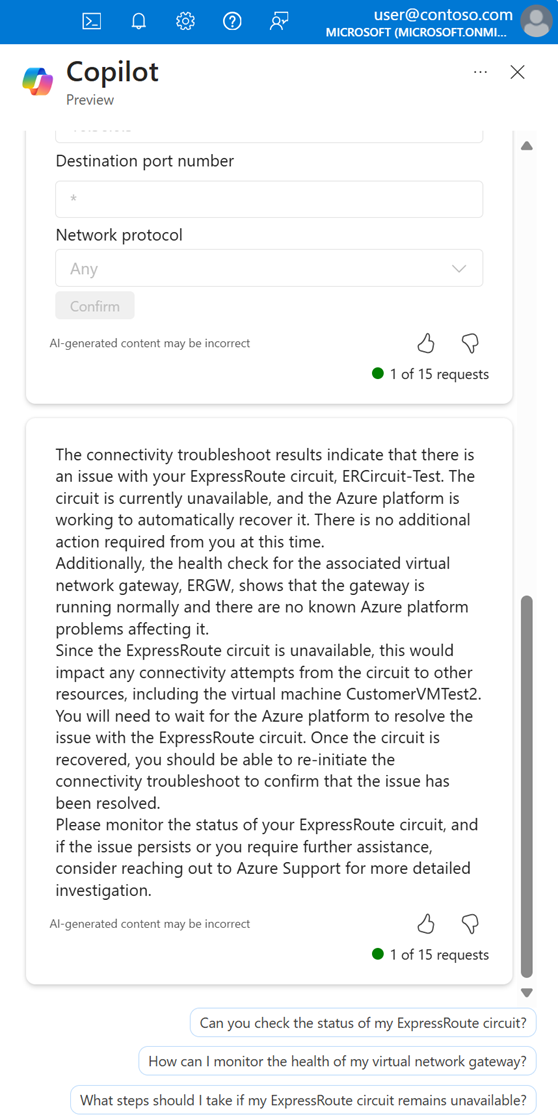 user@contoso.com
MICROSOFT (MICROSOFT.ONMI...
Copilot
Preview
Destination port number
*
Network protocol
Any
Confirm
AI-generated content may be incorrect
1 of 15 requests
The connectivity troubleshoot results indicate that there is
an issue with your ExpressRoute circuit, ERCircuit-Test. The
circuit is currently unavailable, and the Azure platform is
working to automatically recover it. There is no additional
action required from you at this time.
Additionally, the health check for the associated virtual
network gateway, ERGW, shows that the gateway is
running normally and there are no known Azure platform
problems affecting it.
Since the ExpressRoute circuit is unavailable, this would
impact any connectivity attempts from the circuit to other
resources, including the virtual machine CustomerVMTest2.
You will need to wait for the Azure platform to resolve the
issue with the ExpressRoute circuit. Once the circuit is
recovered, you should be able to re-initiate the
connectivity troubleshoot to confirm that the issue has
been resolved.
Please monitor the status of your ExpressRoute circuit, and
if the issue persists or you require further assistance,
consider reaching out to Azure Support for more detailed
investigation.
AI-generated content may be incorrect
1 of 15 requests
Can you check the status of my ExpressRoute circuit?
How can I monitor the health of my virtual network gateway?
What steps should I take if my ExpressRoute circuit remains unavailable?